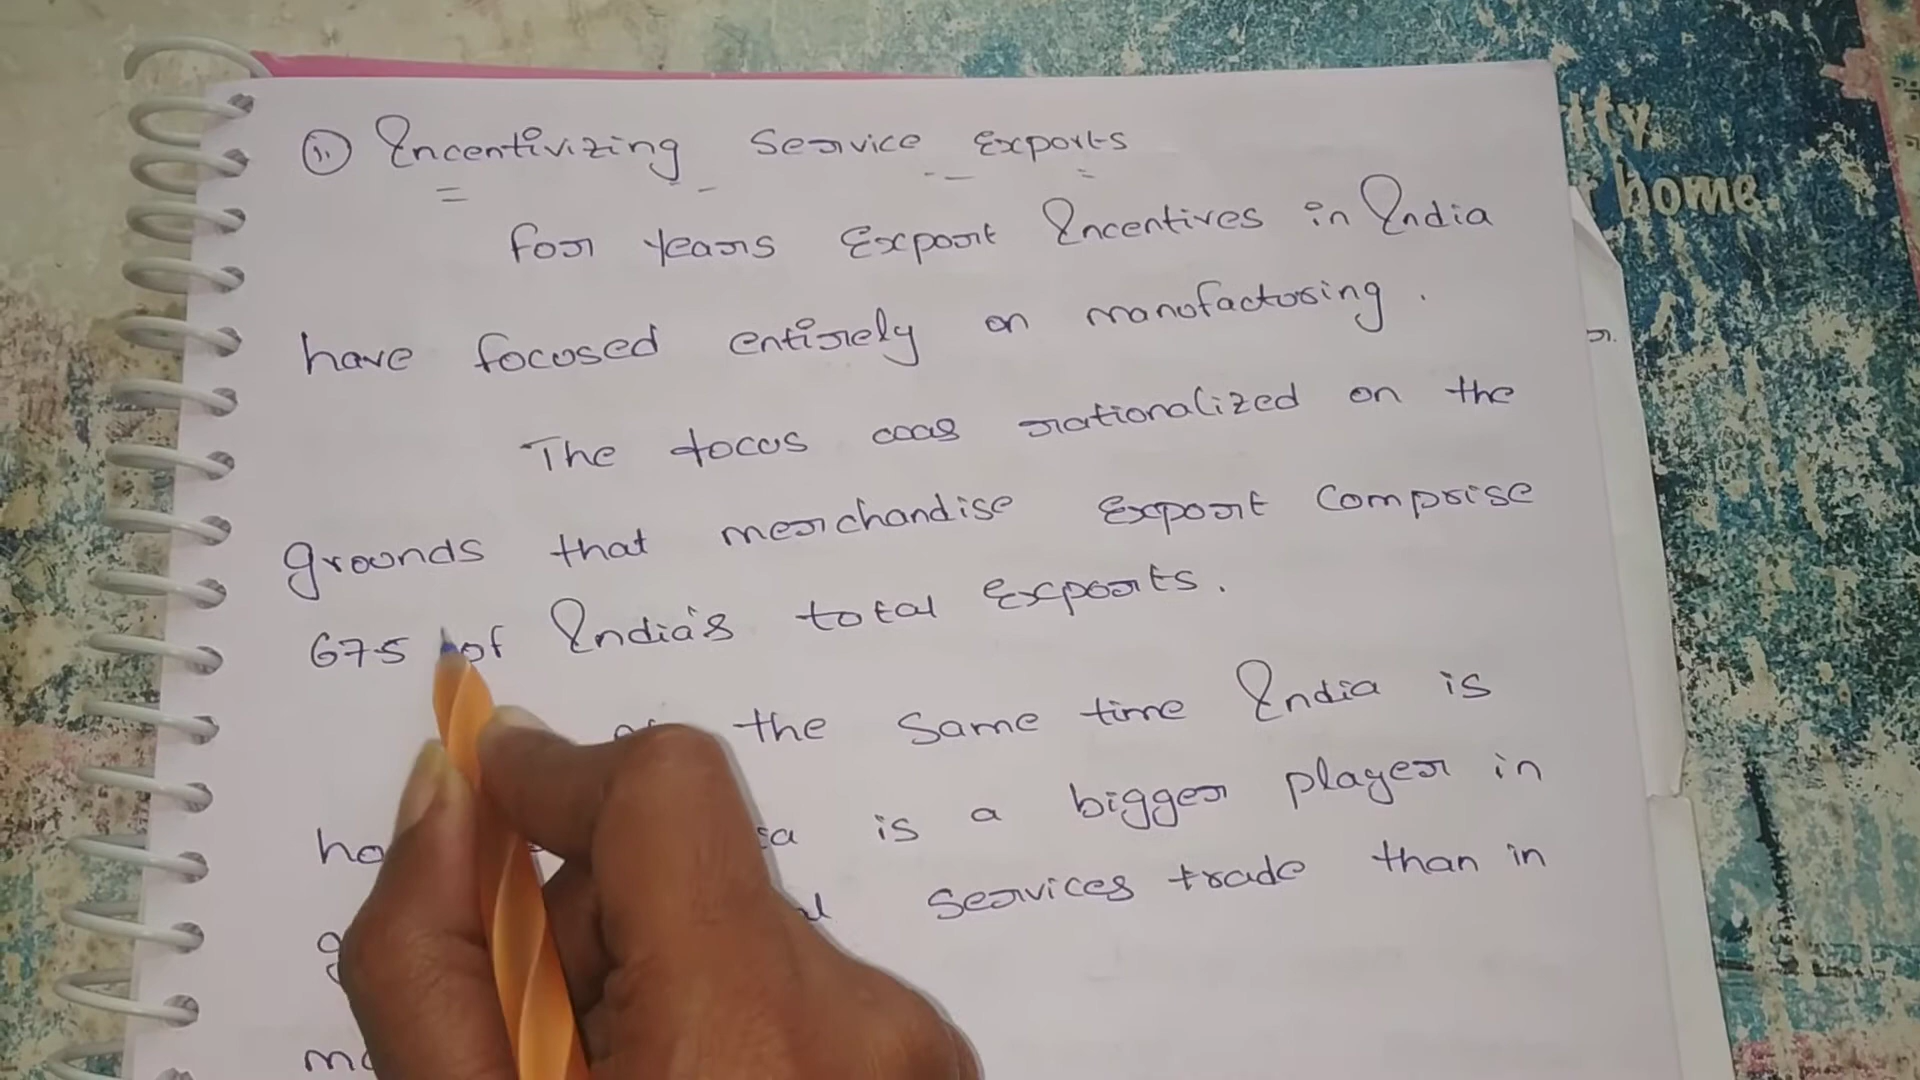 1. Incentivizing Service Exports
for years Export Incentives in India
have focused entirely on manufacturing.
The focus was rationalized on the
grounds that merchandise Export Comprise
675 of India's total Exports.
the Same time India is
is a bigger player in
Services trade than in
home.